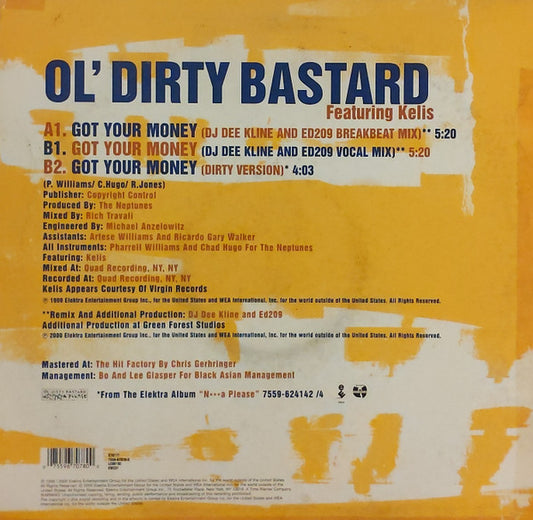 OL' DIRTY BASTARD
Featuring Kelis
A1. GOT YOUR MONEY (DJ DEE KLINE AND ED209 BREAKBEAT MIX)** 5:20
B1. GOT YOUR MONEY (DJ DEE KLINE AND ED209 VOCAL MIX)** 5:20
B2. GOT YOUR MONEY (DIRTY VERSION)* 4:03
(P. Williams/ C.Hugo/ R.Jones)
Publisher: Copyright Control
Produced By: The Neptunes
Mixed By: Rich Travali
Engineered By: Michael Anzelowitz
Assistants: Arlese Williams And Ricardo Gary Walker
All Instruments: Pharrell Williams And Chad Hugo For The Neptunes
Featuring: Kelis
Mixed At: Quad Recording, NY, NY
Recorded At: Quad Recording, NY, NY
Kelis Appears Courtesy Of Virgin Records
℗ 1999 Elektra Entertainment Group Inc., for the United States and WEA International, Inc. for the world outside of the United States. All Rights Reserved.
**Remix And Additional Production: DJ Dee Kline and Ed209
Additional Production at Green Forest Studios
℗ 2000 Elektra Entertainment Group Inc., for the United States and WEA International, Inc. for the world outside of the United States. All Rights Reserved.
Mastered At: The Hit Factory By Chris Gerhringer
Management: Bo And Lee Glasper For Black Asian Management
OL' DIRTY BASTARD
*From The Elektra Album "N***a Please" 7559-624142 /4